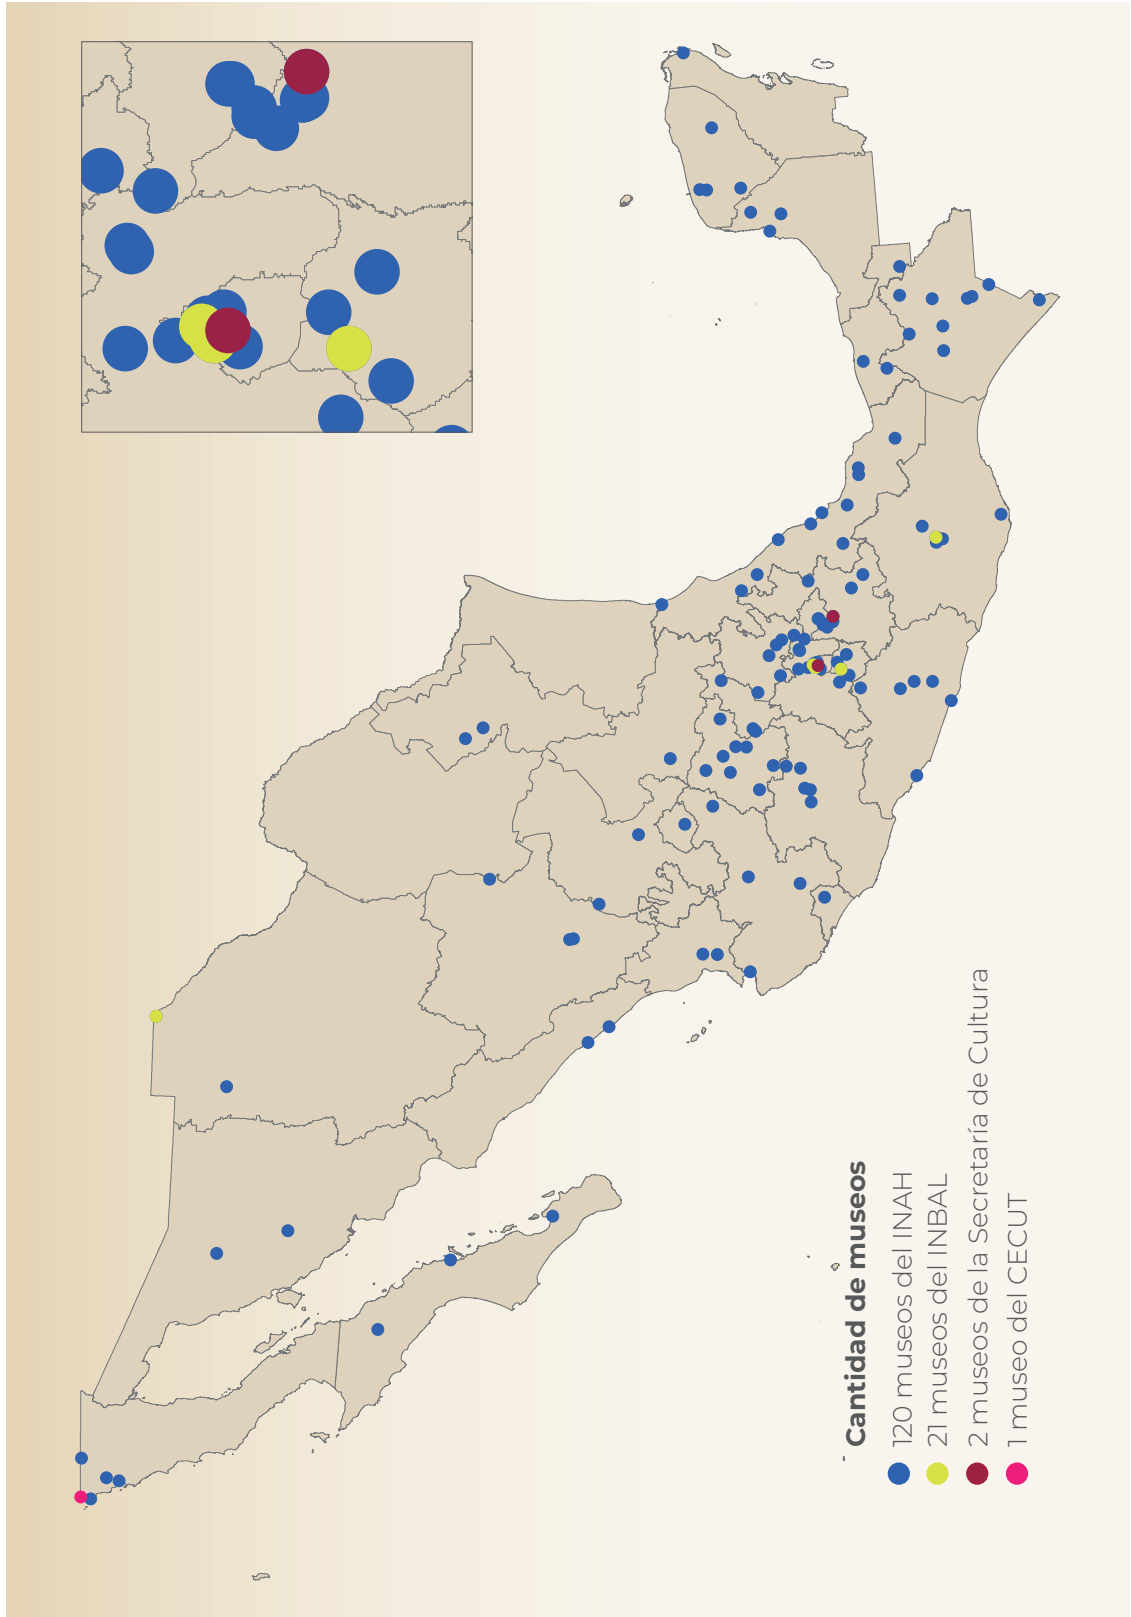 Cantidad de museos
120 museos del INAH
21 museos del INBAL
2 museos de la Secretaría de Cultura
1 museo del CECUT